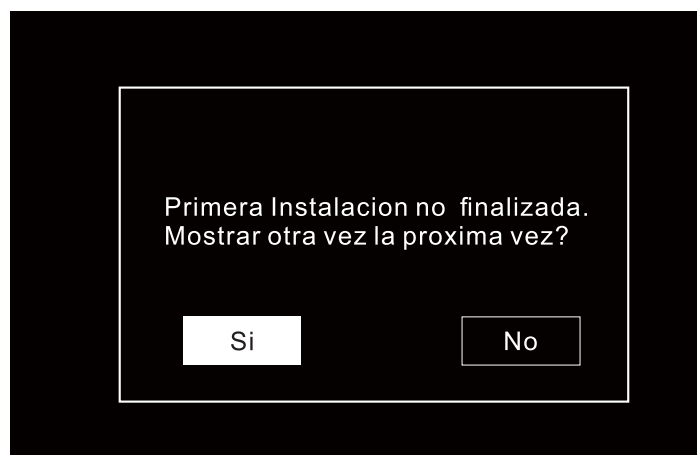 Primera Instalacion no finalizada.
Mostrar otra vez la proxima vez?
Si
No